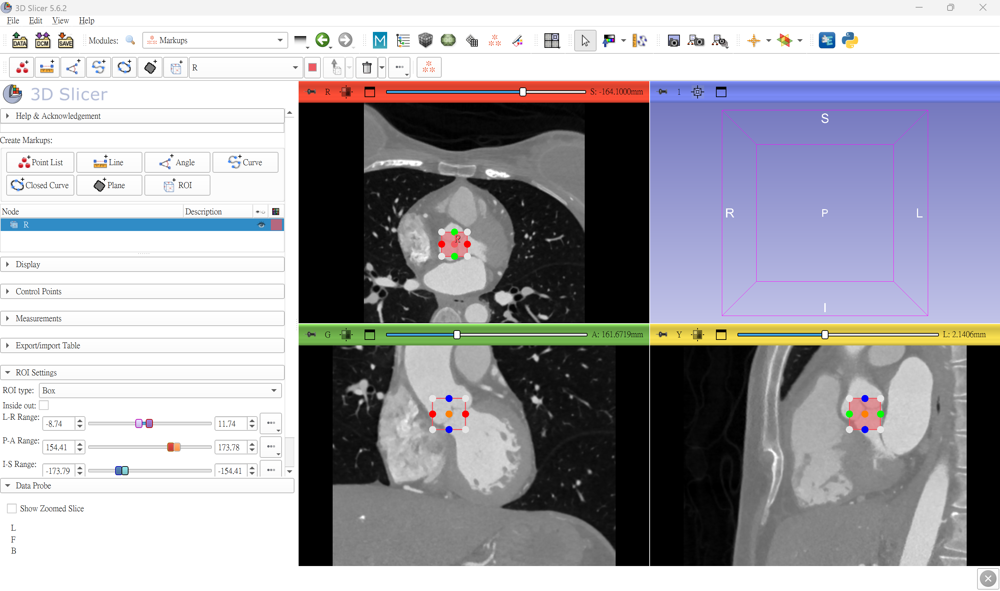 3D Slicer 5.6.2
File Edit View Help
DATA DCM SAVE Modules: Markups M
R
3D Slicer
Help & Acknowledgement
Create Markups:
Point List Line Angle Curve
Closed Curve Plane ROI
Node Description
R
Display
Control Points
Measurements
Export/import Table
ROI Settings
ROI type: Box
Inside out:
L-R Range: -8.74 11.74
P-A Range: 154.41 173.78
I-S Range: -173.79 -154.41
Data Probe
Show Zoomed Slice
L
F
B
R S: -164.1000mm
R
1
S
R P L
I
G A: 161.6719mm
Y L: 2.1406mm